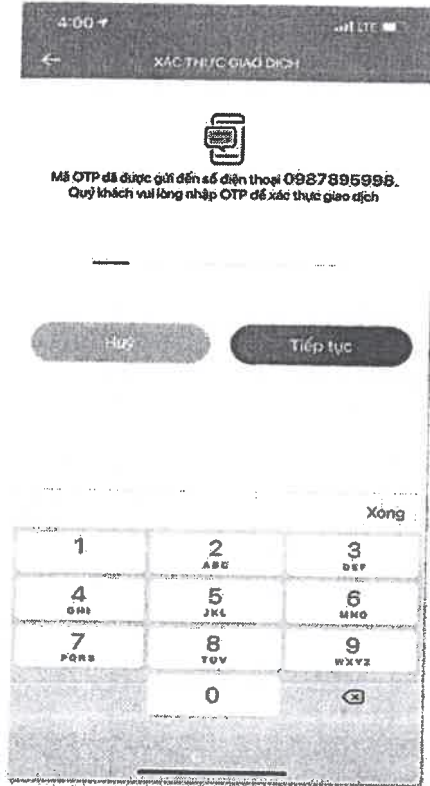 4:00
LTE
XÁC THỰC GIAO DỊCH
Mã OTP đã được gửi đến số điện thoại 0987895998.
Quý khách vui lòng nhập OTP để xác thực giao dịch
Huỷ
Tiếp tục
Xong
1
2 ABC
3 DEF
4 GHI
5 JKL
6 MNO
7 PQRS
8 TUV
9 WXYZ
0